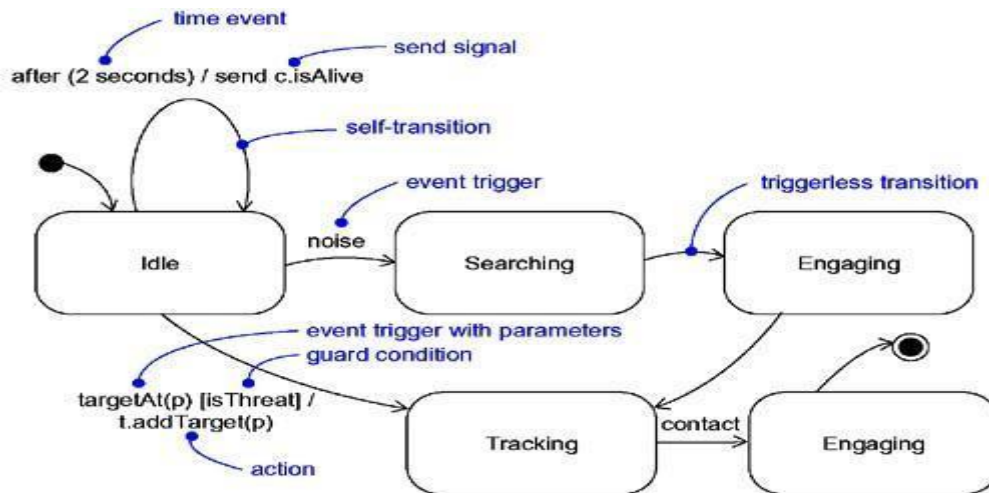 time event
send signal
after (2 seconds) / send c.isAlive
self-transition
event trigger
triggerless transition
noise
Idle
Searching
Engaging
event trigger with parameters
guard condition
targetAt(p) [isThreat] /
t.addTarget(p)
action
Tracking
contact
Engaging